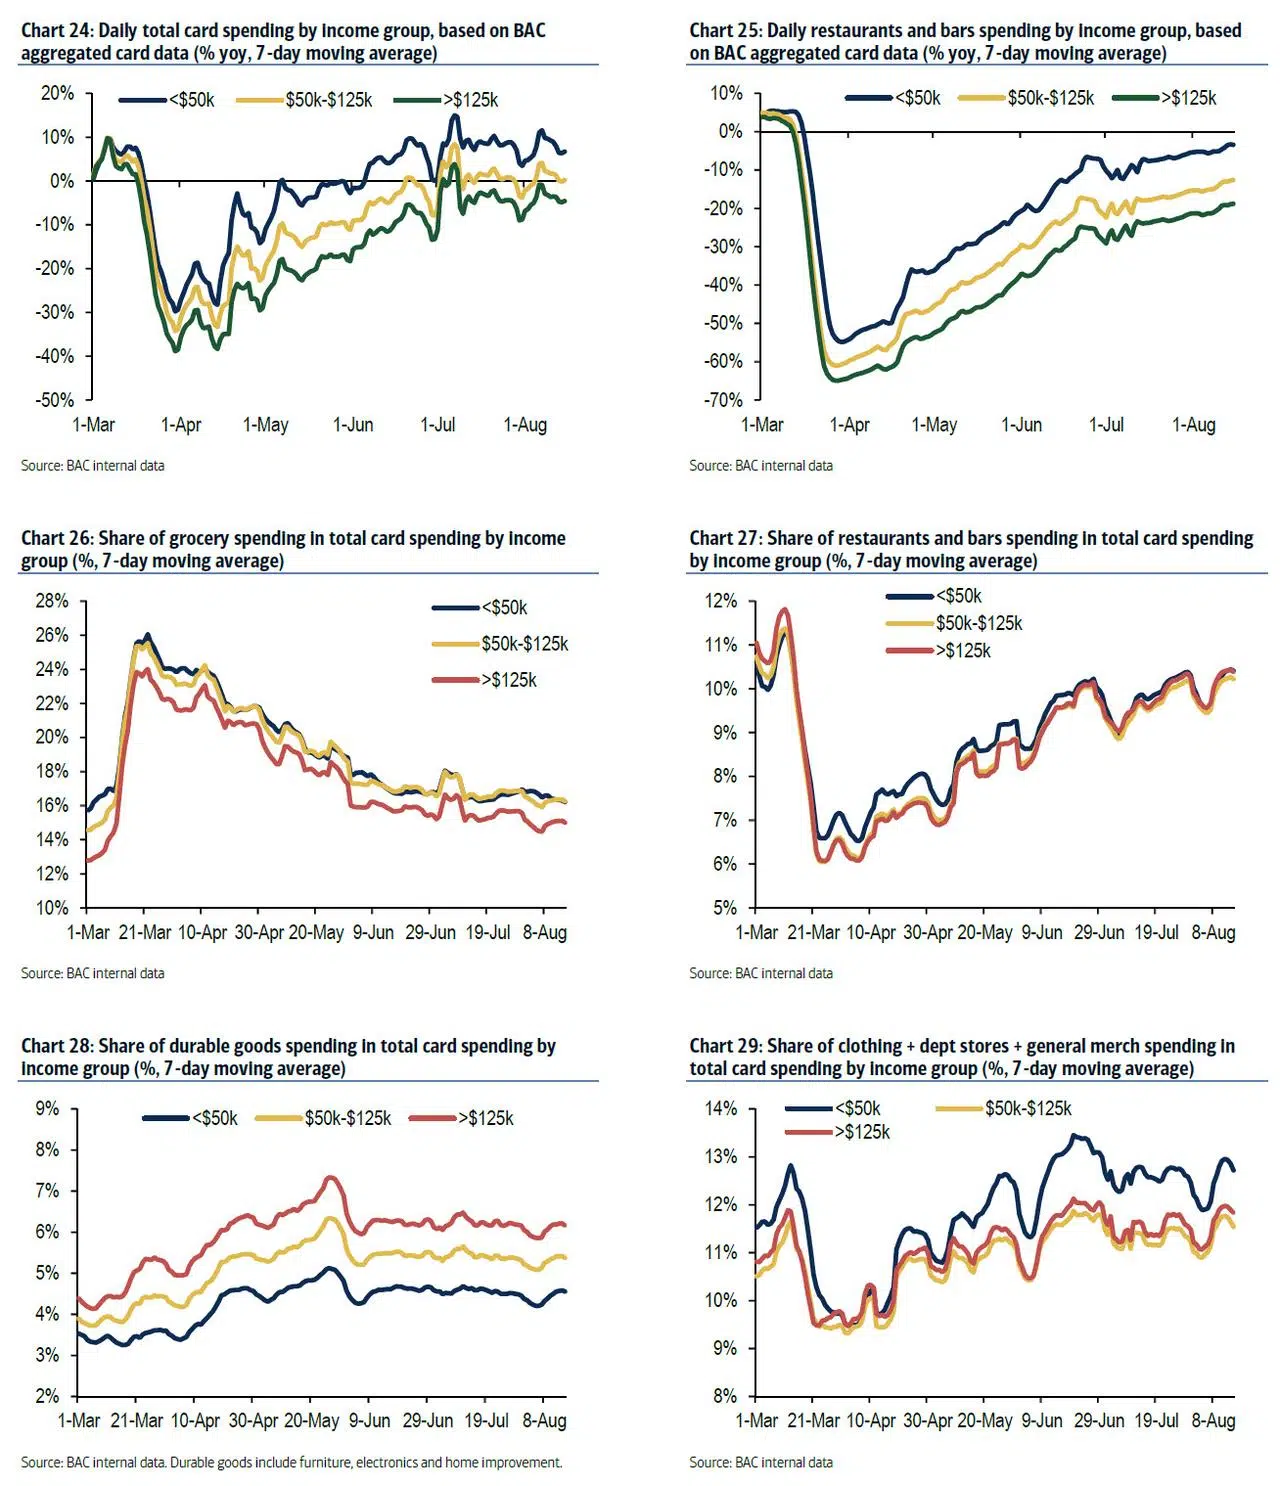 Chart 24: Daily total card spending by income group, based on BAC
aggregated card data (% yoy, 7-day moving average)
<$50k $50k-$125k >$125k
20%
10%
0%
-10%
-20%
-30%
-40%
-50%
1-Mar 1-Apr 1-May 1-Jun 1-Jul 1-Aug
Source: BAC internal data
Chart 25: Daily restaurants and bars spending by income group, based
on BAC aggregated card data (% yoy, 7-day moving average)
<$50k $50k-$125k >$125k
10%
0%
-10%
-20%
-30%
-40%
-50%
-60%
-70%
1-Mar 1-Apr 1-May 1-Jun 1-Jul 1-Aug
Source: BAC internal data
Chart 26: Share of grocery spending in total card spending by income
group (%, 7-day moving average)
<$50k
$50k-$125k
>$125k
28%
26%
24%
22%
20%
18%
16%
14%
12%
10%
1-Mar 21-Mar 10-Apr 30-Apr 20-May 9-Jun 29-Jun 19-Jul 8-Aug
Source: BAC internal data
Chart 27: Share of restaurants and bars spending in total card spending
by income group (%, 7-day moving average)
<$50k
$50k-$125k
>$125k
12%
11%
10%
9%
8%
7%
6%
5%
1-Mar 21-Mar 10-Apr 30-Apr 20-May 9-Jun 29-Jun 19-Jul 8-Aug
Source: BAC internal data
Chart 28: Share of durable goods spending in total card spending by
income group (%, 7-day moving average)
<$50k $50k-$125k >$125k
9%
8%
7%
6%
5%
4%
3%
2%
1-Mar 21-Mar 10-Apr 30-Apr 20-May 9-Jun 29-Jun 19-Jul 8-Aug
Source: BAC internal data. Durable goods include furniture, electronics and home improvement.
Chart 29: Share of clothing + dept stores + general merch spending in
total card spending by income group (%, 7-day moving average)
<$50k $50k-$125k
>$125k
14%
13%
12%
11%
10%
9%
8%
1-Mar 21-Mar 10-Apr 30-Apr 20-May 9-Jun 29-Jun 19-Jul 8-Aug
Source: BAC internal data